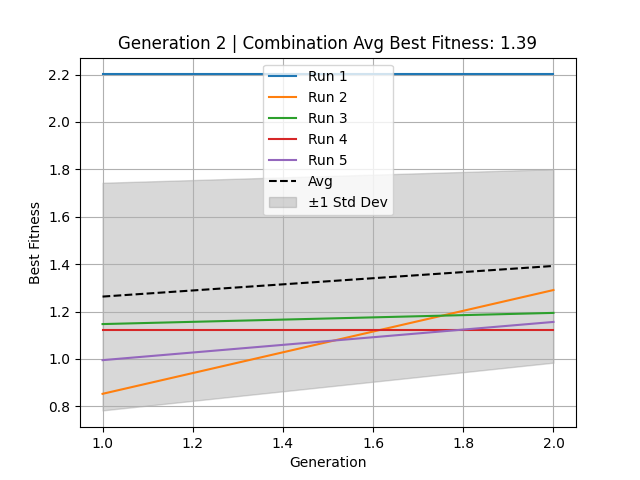 Generation 2 | Combination Avg Best Fitness: 1.39
2.2
2.0
1.8
1.6
1.4
1.2
1.0
0.8
Best Fitness
Run 1
Run 2
Run 3
Run 4
Run 5
Avg
±1 Std Dev
1.0 1.2 1.4 1.6 1.8 2.0
Generation